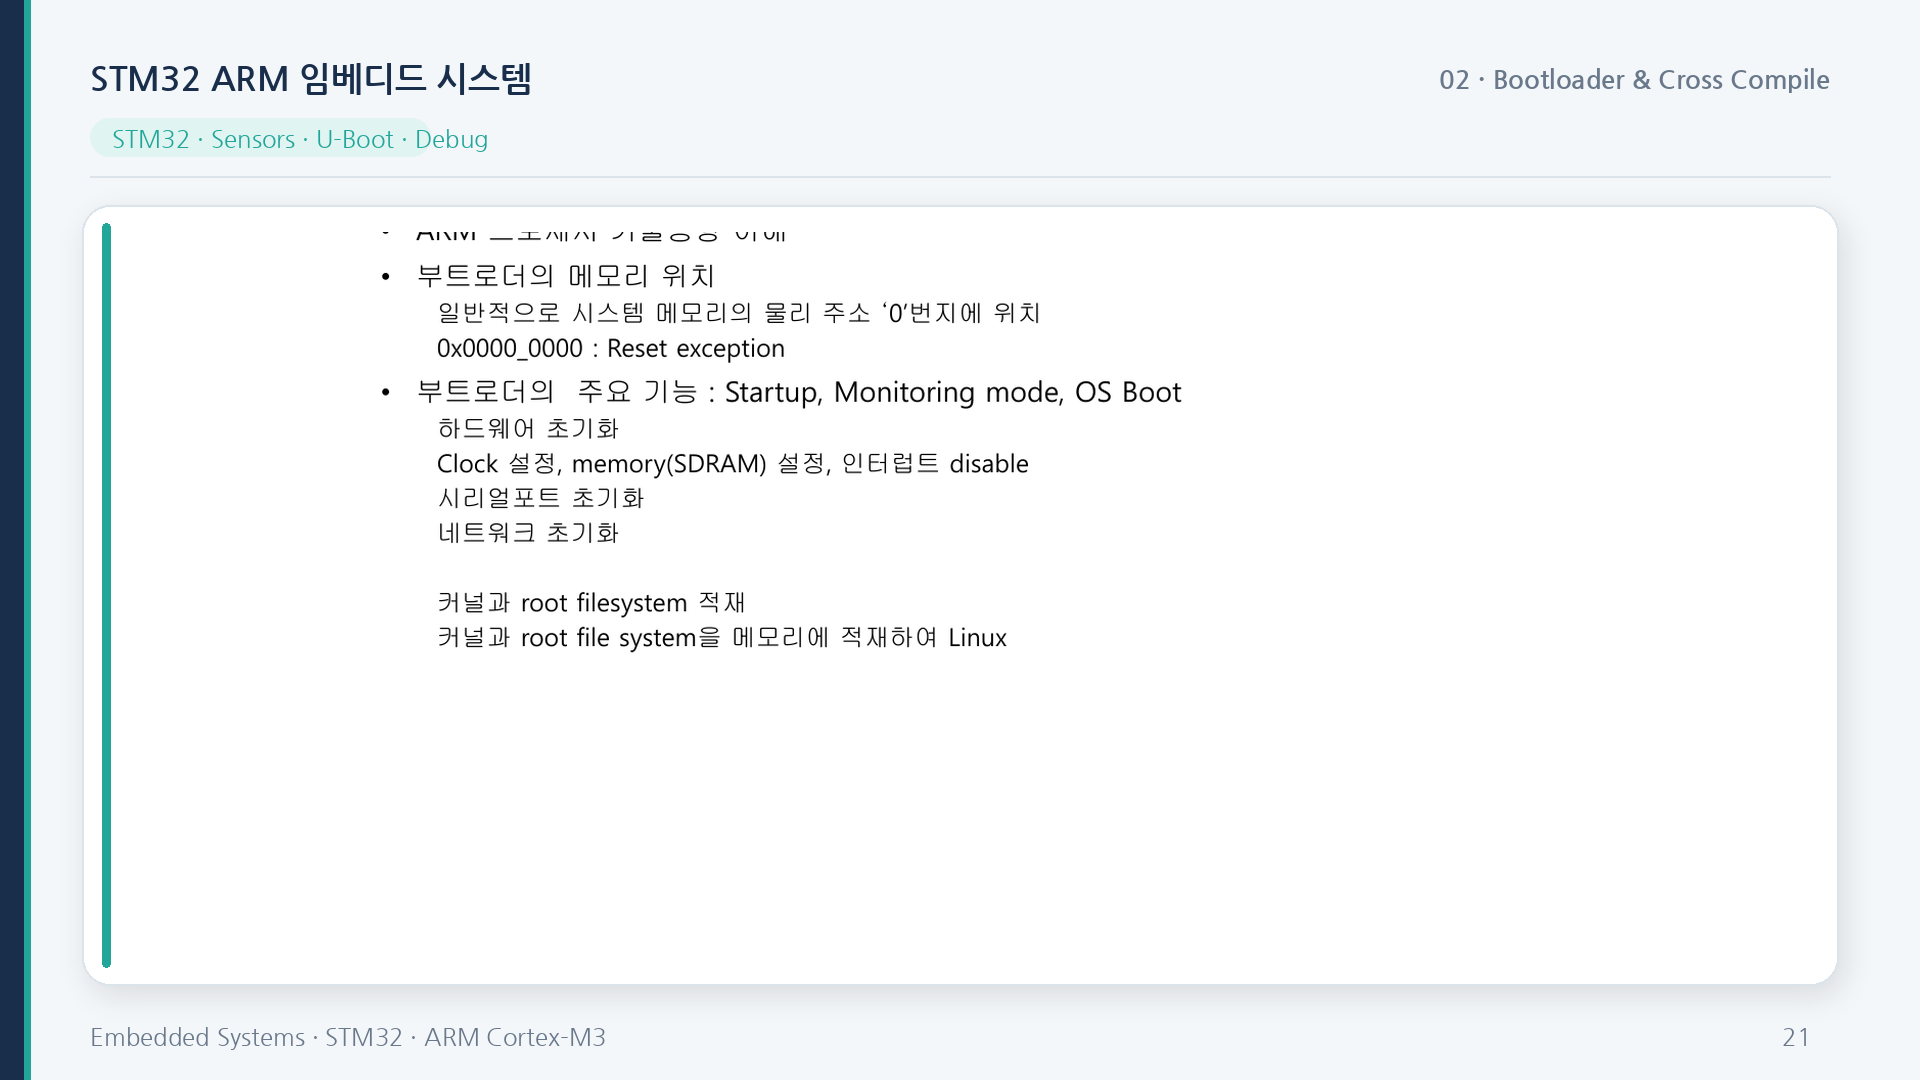 STM32 ARM 임베디드 시스템
02 · Bootloader & Cross Compile
STM32 · Sensors · U-Boot · Debug
• ARM
• 부트로더의 메모리 위치
일반적으로 시스템 메모리의 물리 주소 ‘0’번지에 위치
0x0000_0000 : Reset exception
• 부트로더의 주요 기능 : Startup, Monitoring mode, OS Boot
하드웨어 초기화
Clock 설정, memory(SDRAM) 설정, 인터럽트 disable
시리얼포트 초기화
네트워크 초기화
커널과 root filesystem 적재
커널과 root file system을 메모리에 적재하여 Linux
Embedded Systems · STM32 · ARM Cortex-M3
21